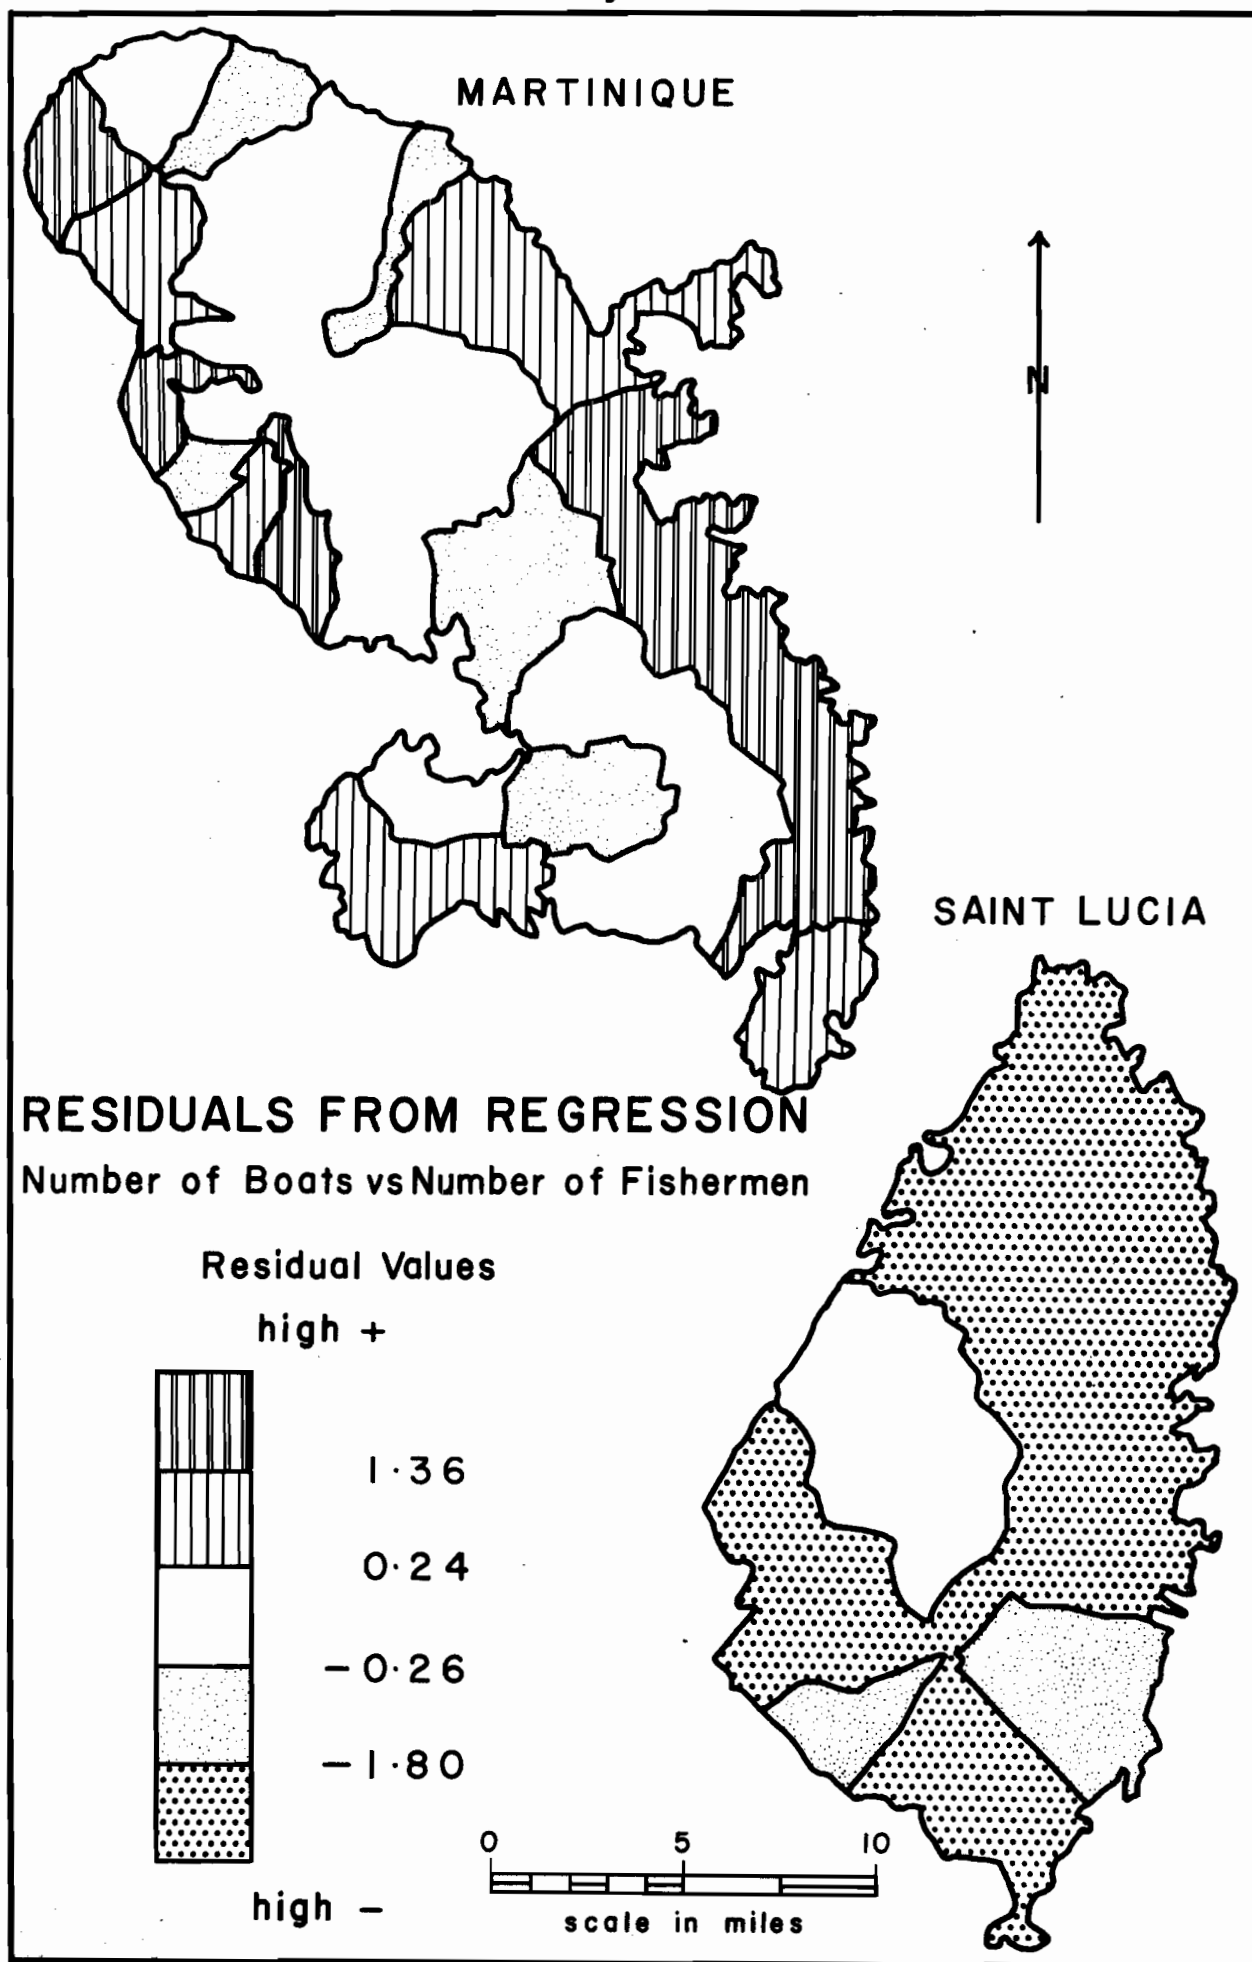 MARTINIQUE
N
SAINT LUCIA
RESIDUALS FROM REGRESSION
Number of Boats vs Number of Fishermen
Residual Values
high +
1·36
0·24
-0·26
-1·80
high -
0 5 10
scale in miles